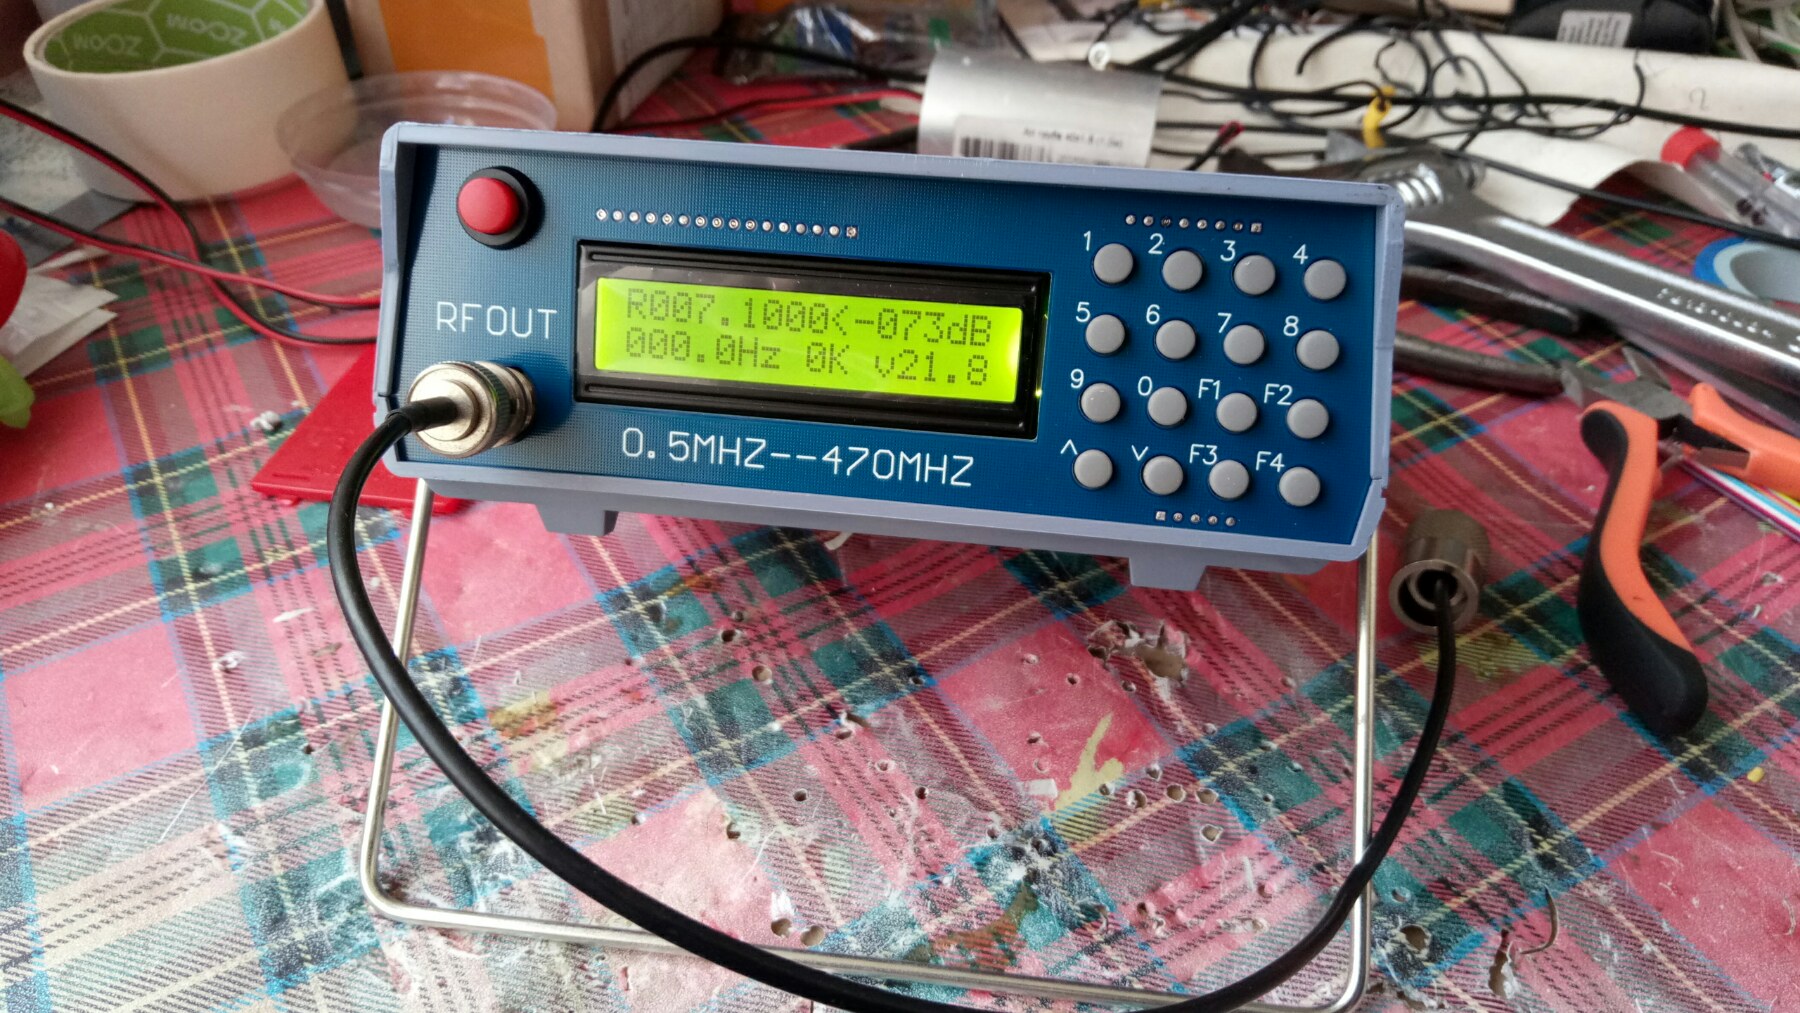 ZOOM
ZOOM
RFOUT
R007.1000<-073dB
000.0Hz 0K v21.8
0.5MHZ--470MHZ
1 2 3 4
5 6 7 8
9 0 F1 F2
^ v F3 F4